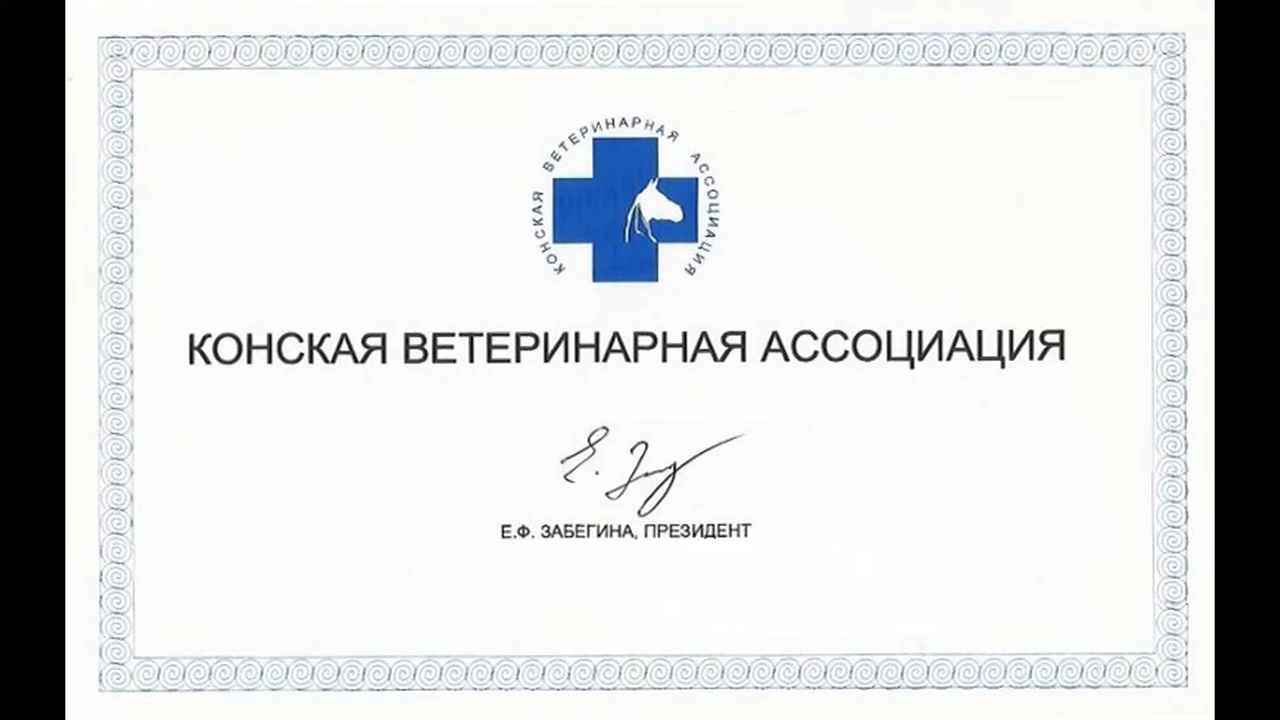 КОНСКАЯ ВЕТЕРИНАРНАЯ АССОЦИАЦИЯ
КОНСКАЯ ВЕТЕРИНАРНАЯ АССОЦИАЦИЯ
Е.Ф. ЗАБЕГИНА, ПРЕЗИДЕНТ